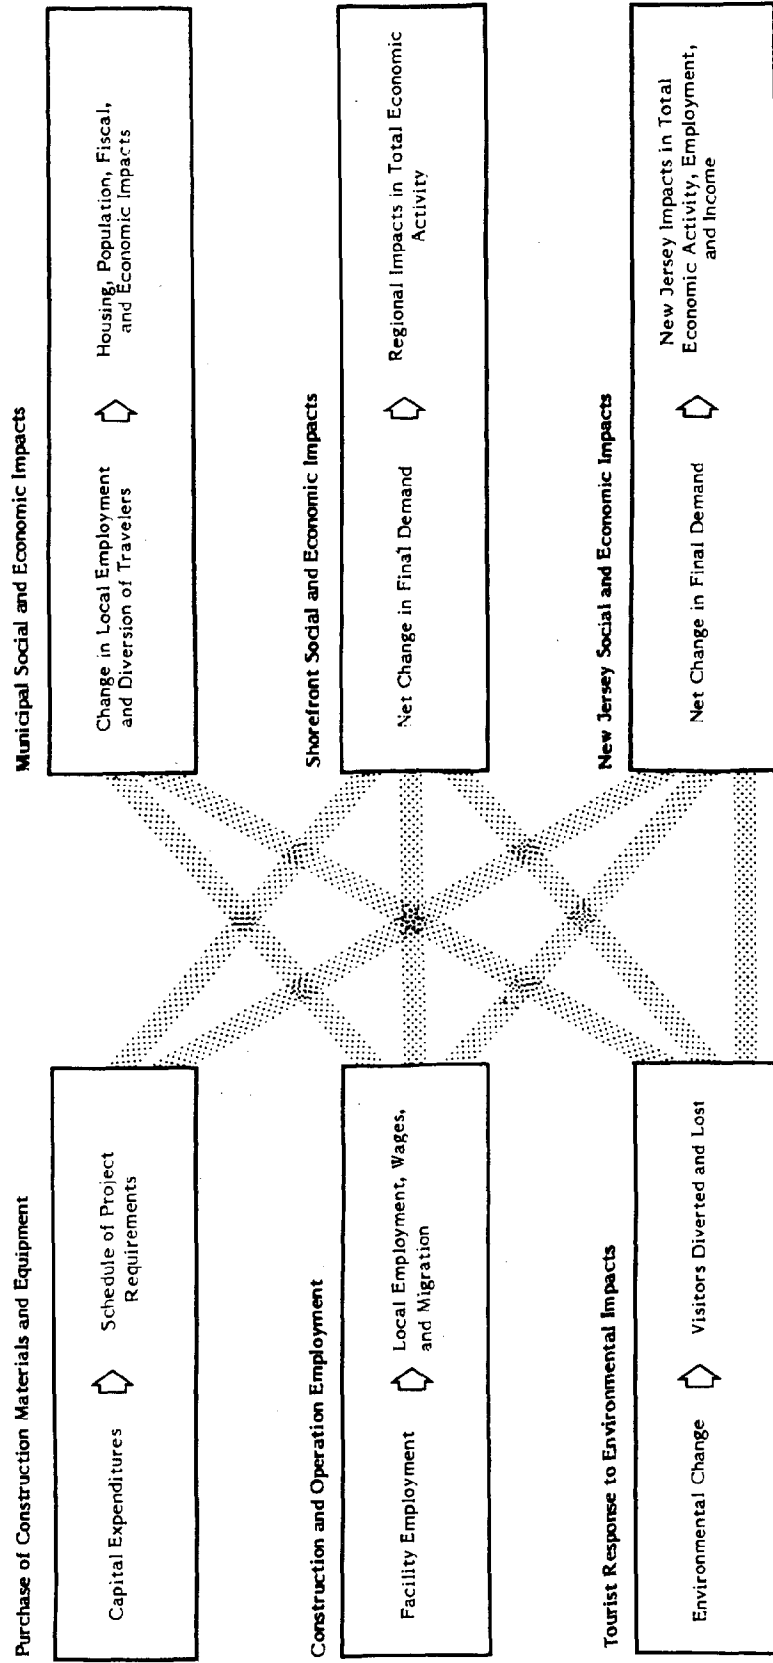 Purchase of Construction Materials and Equipment
Capital Expenditures
Schedule of Project
Requirements
Construction and Operation Employment
Facility Employment
Local Employment, Wages,
and Migration
Tourist Response to Environmental Impacts
Environmental Change
Visitors Diverted and Lost
Municipal Social and Economic Impacts
Change in Local Employment
and Diversion of Travelers
Housing, Population, Fiscal,
and Economic Impacts
Shorefront Social and Economic Impacts
Net Change in Final Demand
Regional Impacts in Total Economic
Activity
New Jersey Social and Economic Impacts
Net Change in Final Demand
New Jersey Impacts in Total
Economic Activity, Employment,
and Income